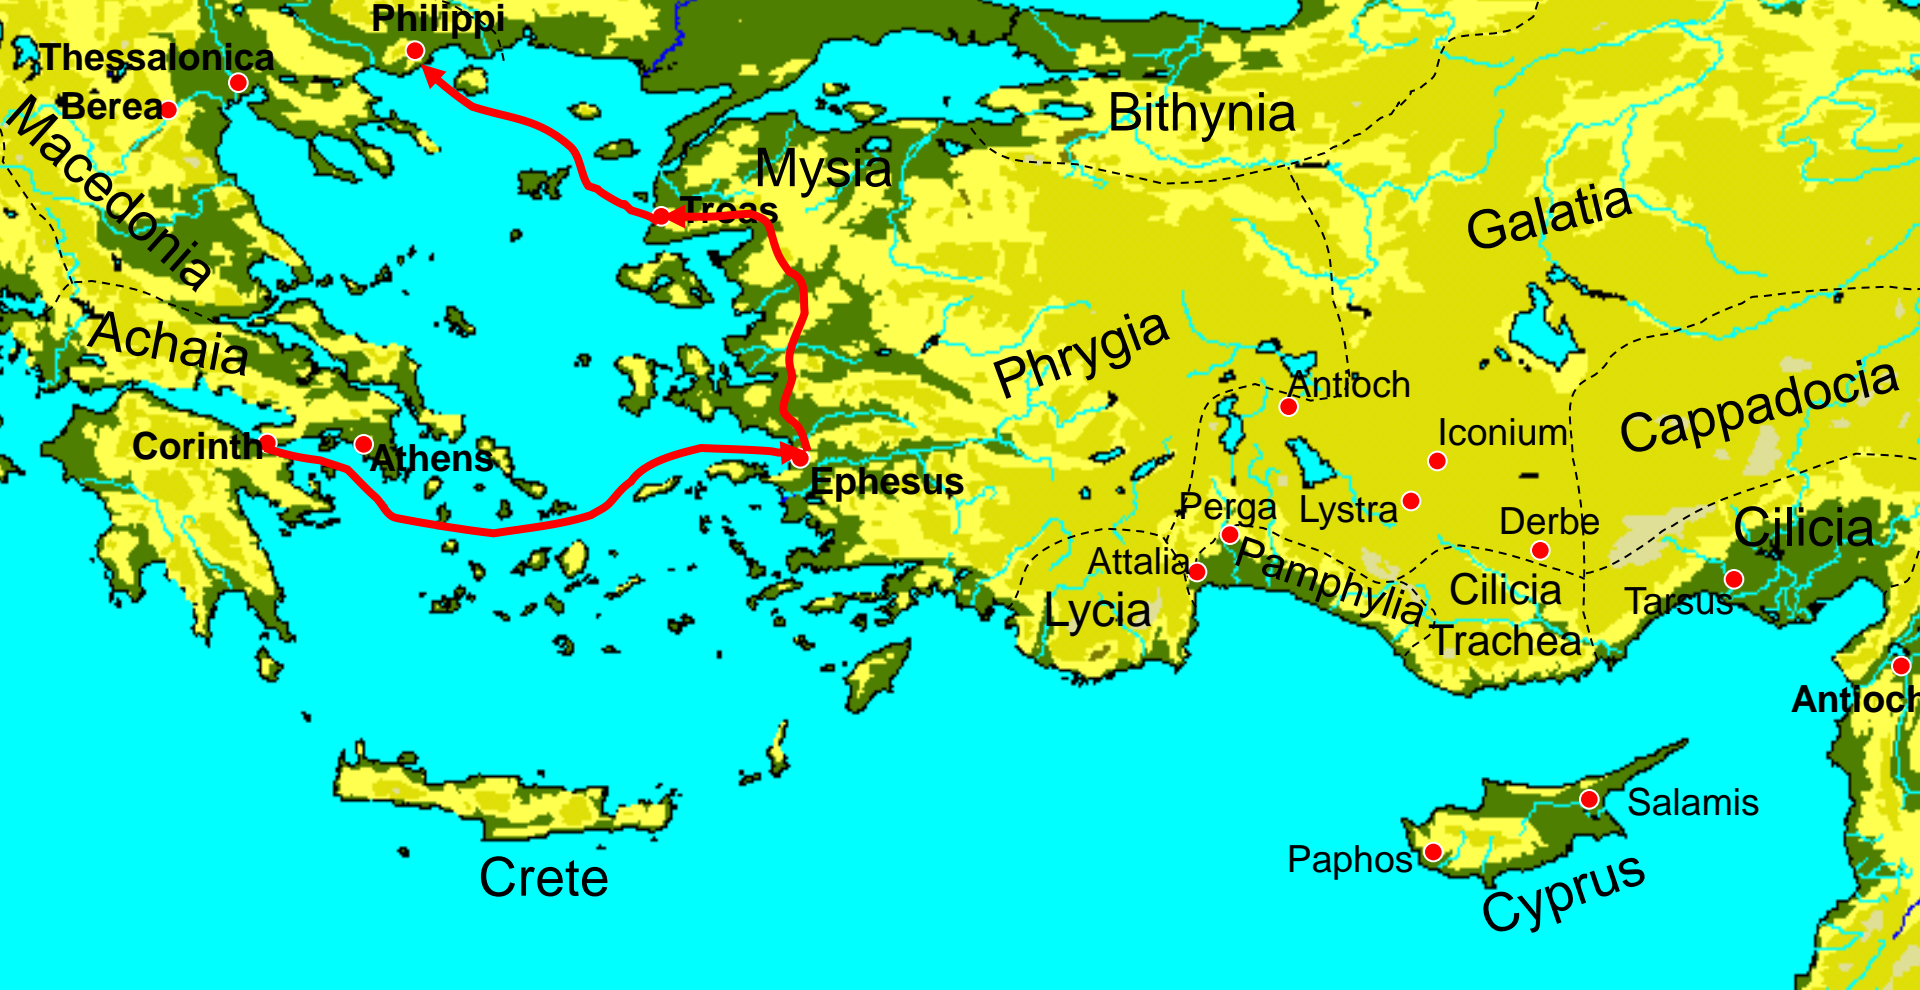 Philippi
Thessalonica
Berea
Macedonia
Bithynia
Mysia
Troas
Galatia
Achaia
Phrygia
Antioch
Cappadocia
Iconium
Corinth
Athens
Ephesus
Perga
Lystra
Derbe
Cilicia
Attalia
Pamphylia
Lycia
Cilicia
Trachea
Tarsus
Antioch
Salamis
Paphos
Cyprus
Crete